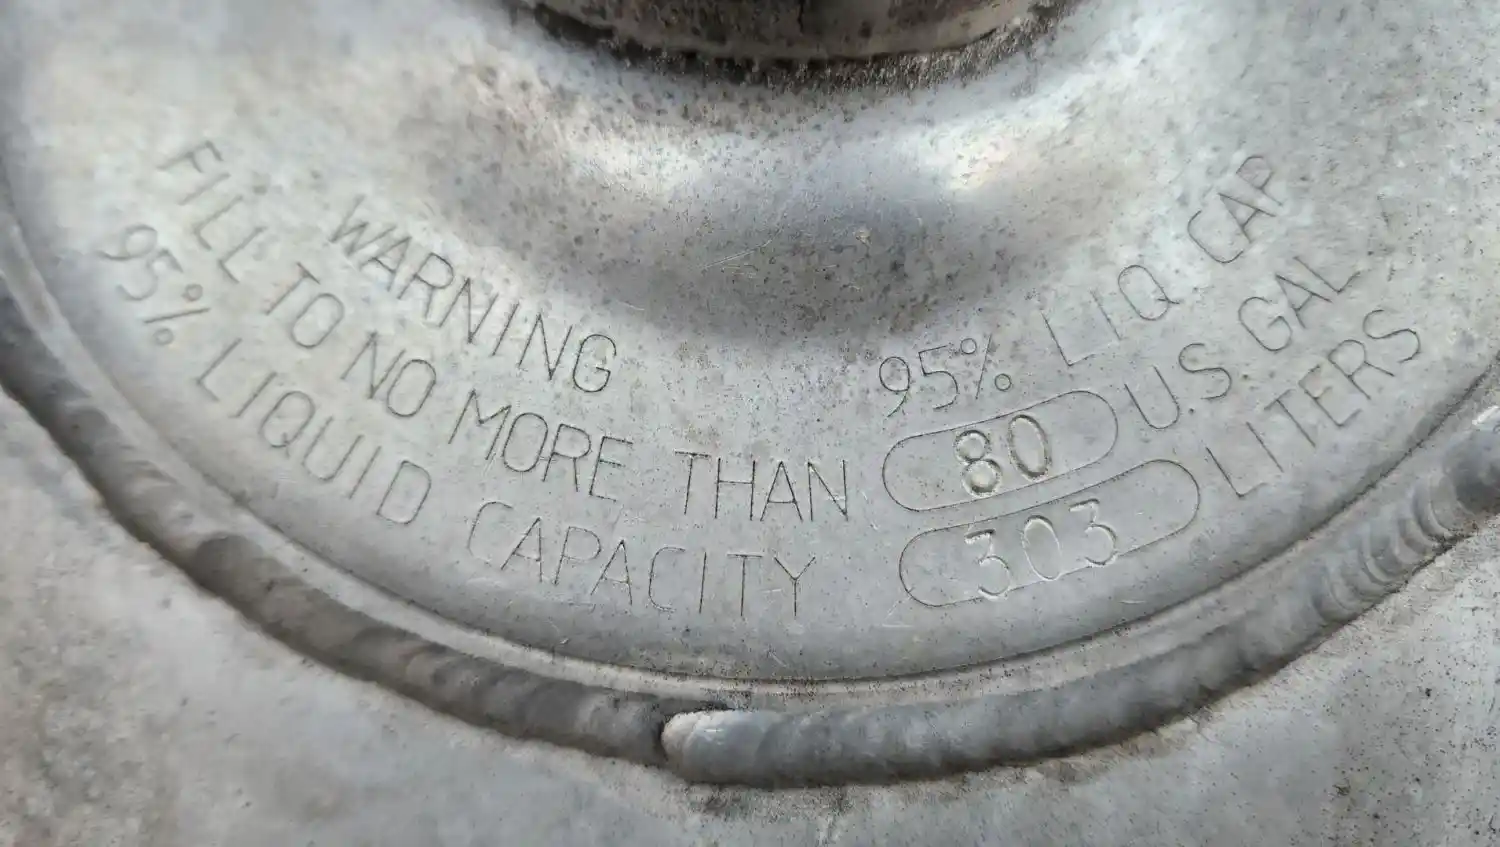 WARNING
FILL TO NO MORE THAN
95% LIQUID CAPACITY
95% LIQ CAP
80 U.S. GAL
303 LITERS